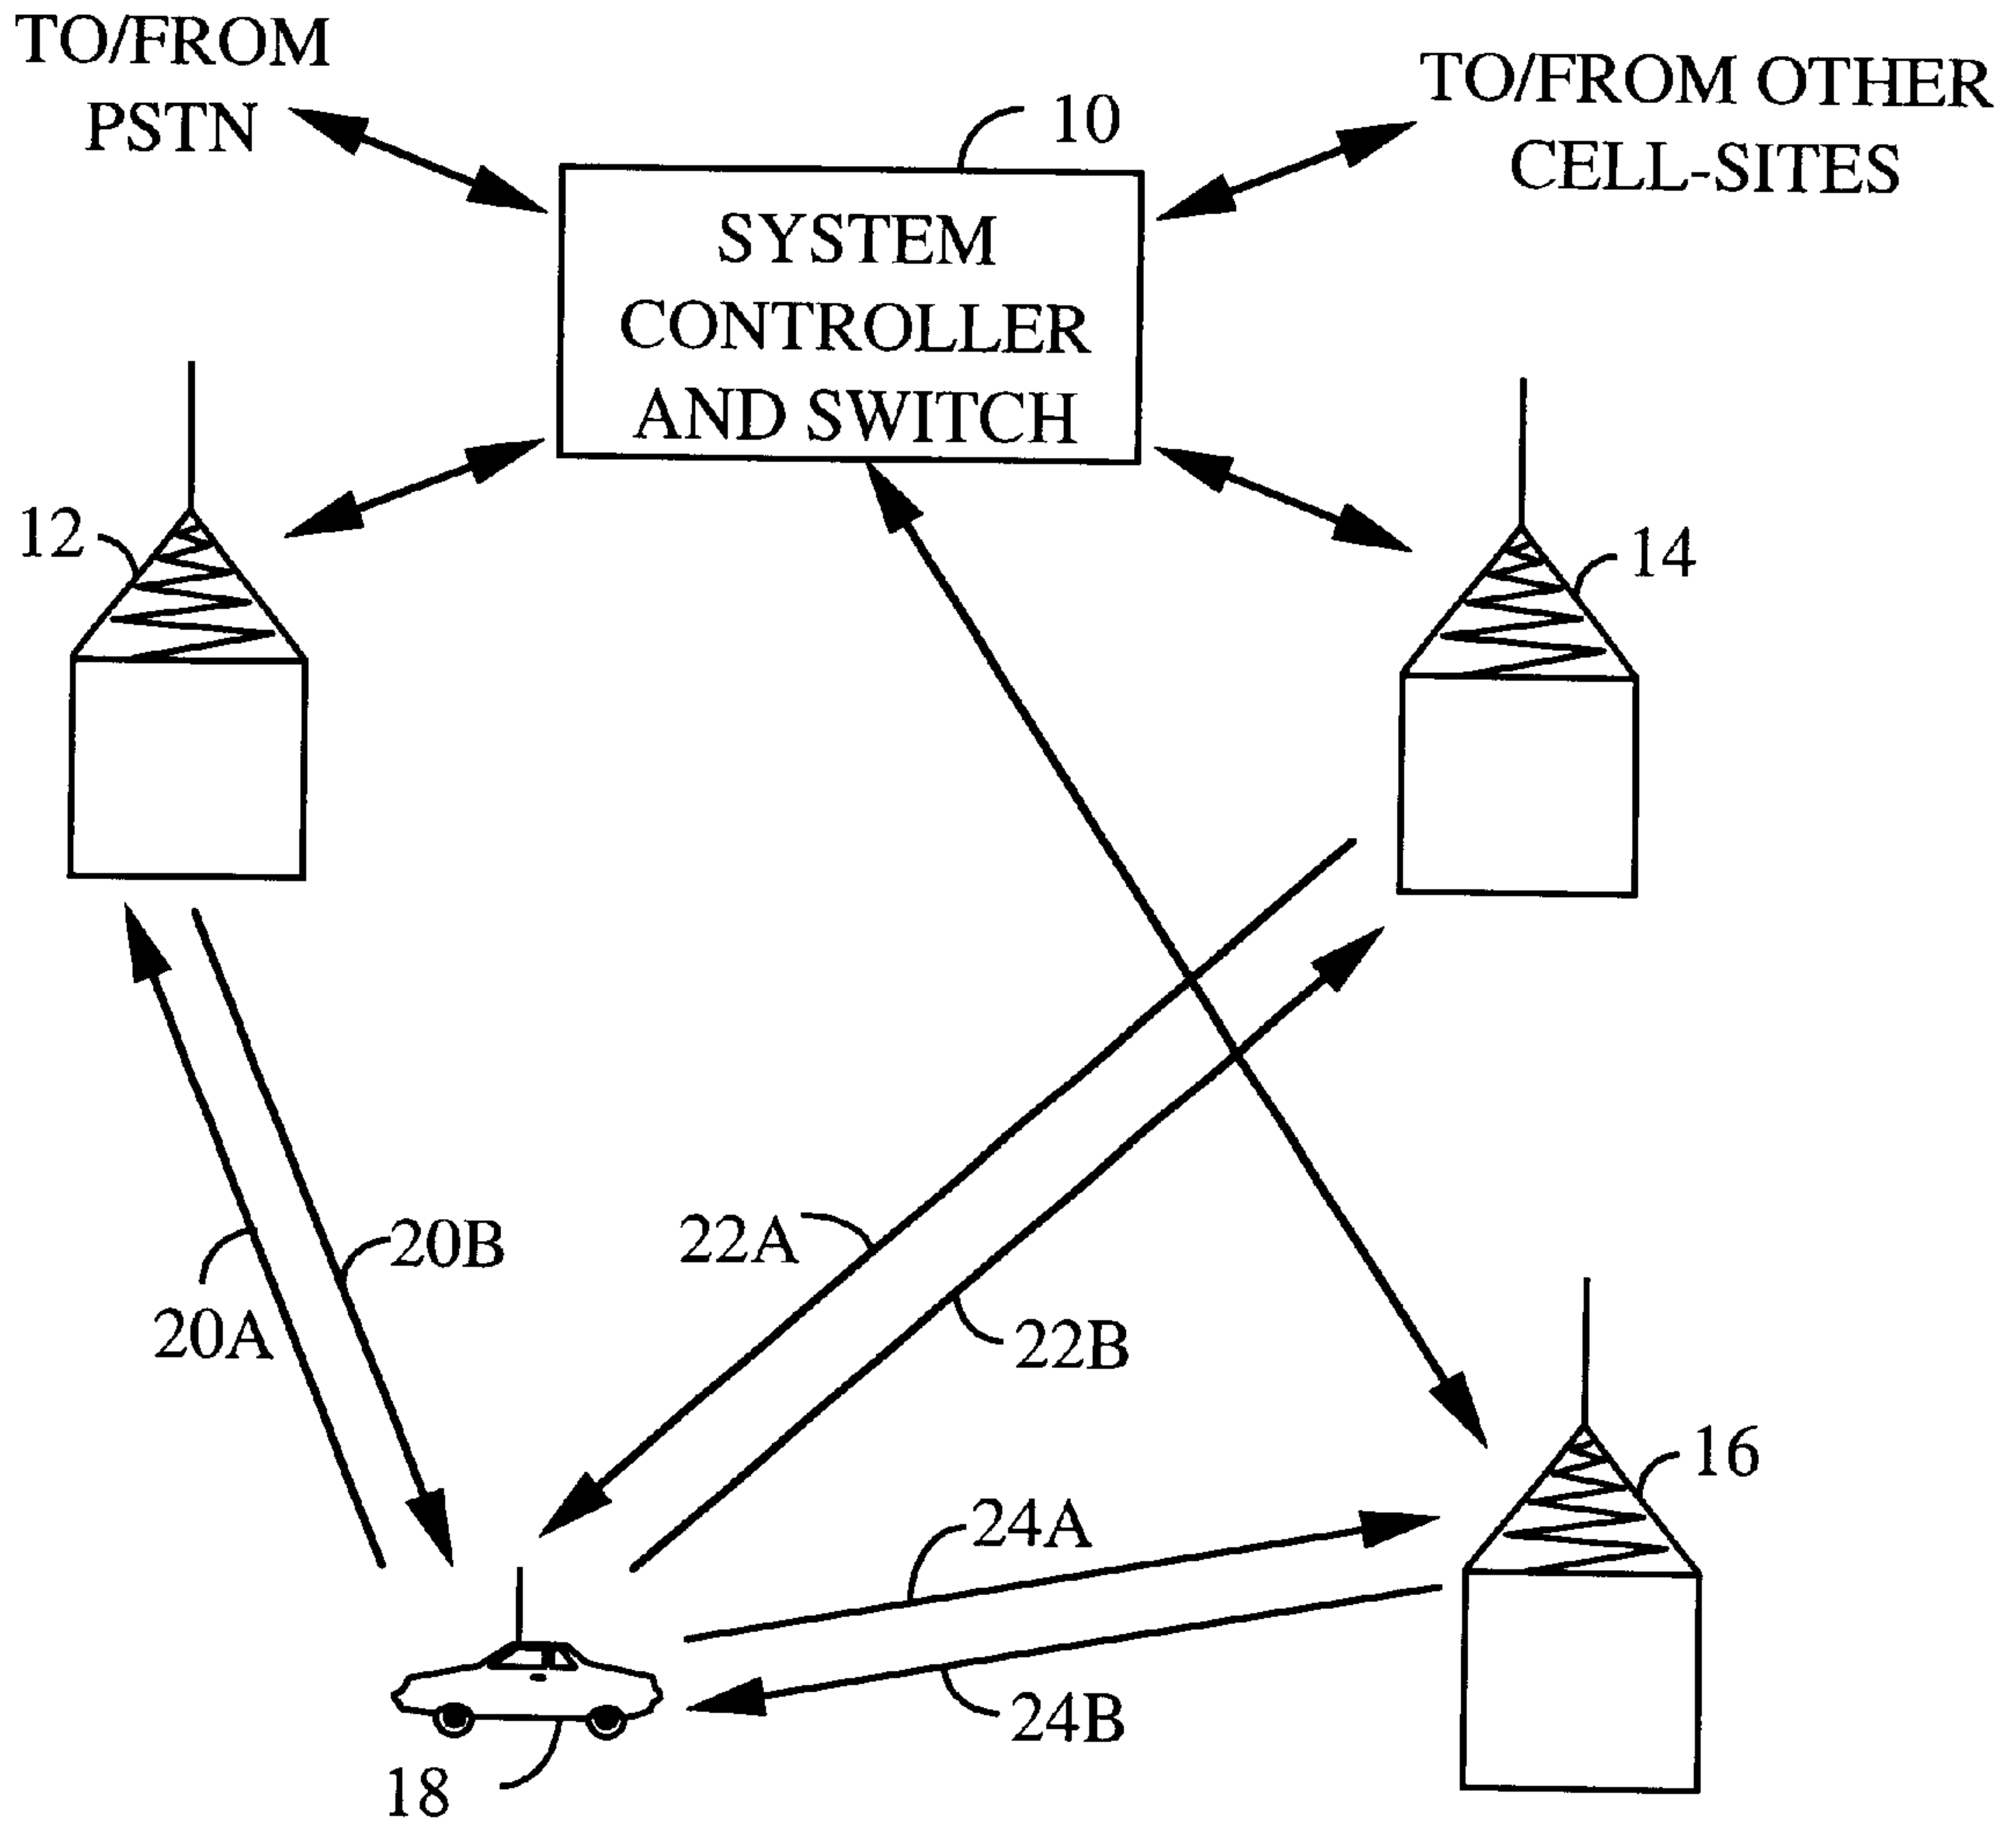 TO/FROM
PSTN
TO/FROM OTHER
CELL-SITES
10
SYSTEM
CONTROLLER
AND SWITCH
12
14
20B
20A
22A
22B
16
24A
24B
18